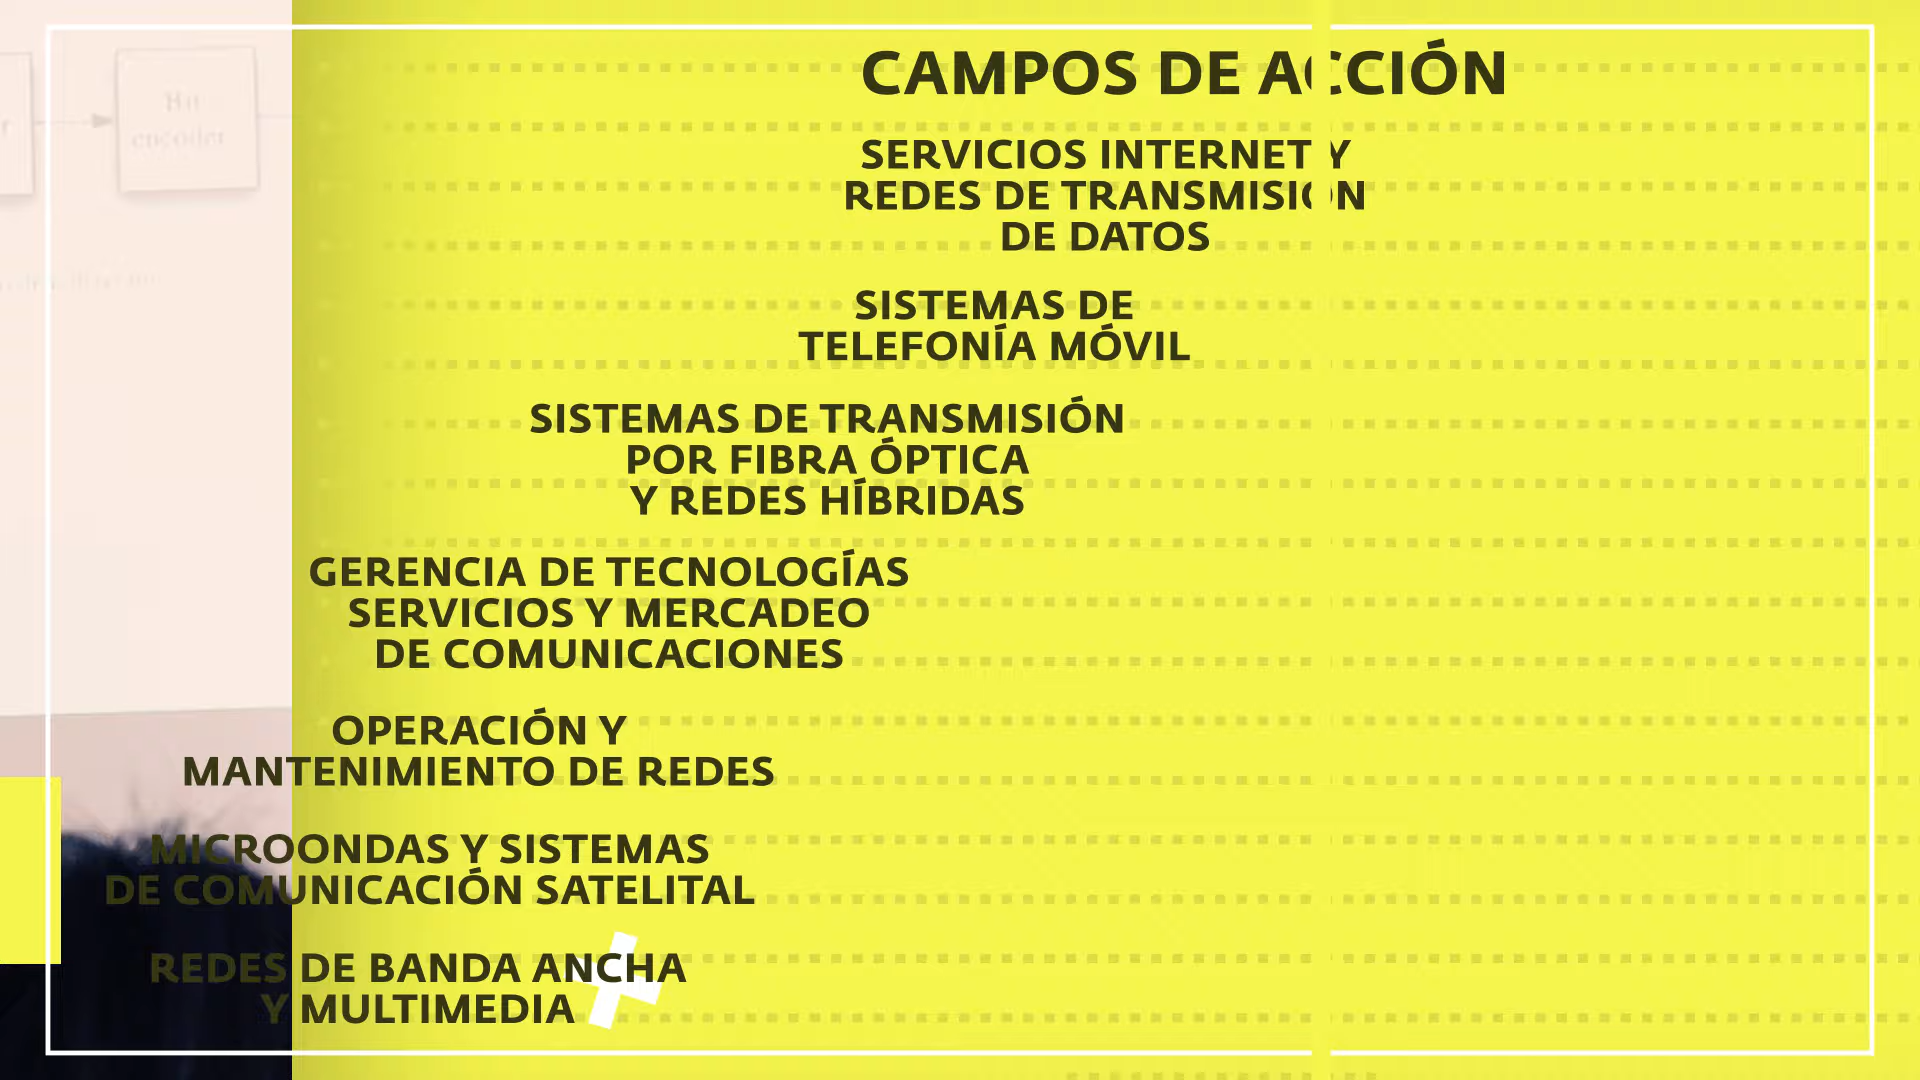 CAMPOS DE ACCIÓN
SERVICIOS INTERNET Y
REDES DE TRANSMISIÓN
DE DATOS
SISTEMAS DE
TELEFONÍA MÓVIL
SISTEMAS DE TRANSMISIÓN
POR FIBRA ÓPTICA
Y REDES HÍBRIDAS
GERENCIA DE TECNOLOGÍAS
SERVICIOS Y MERCADEO
DE COMUNICACIONES
OPERACIÓN Y
MANTENIMIENTO DE REDES
MICROONDAS Y SISTEMAS
DE COMUNICACIÓN SATELITAL
REDES DE BANDA ANCHA
Y MULTIMEDIA
Bit
encoder